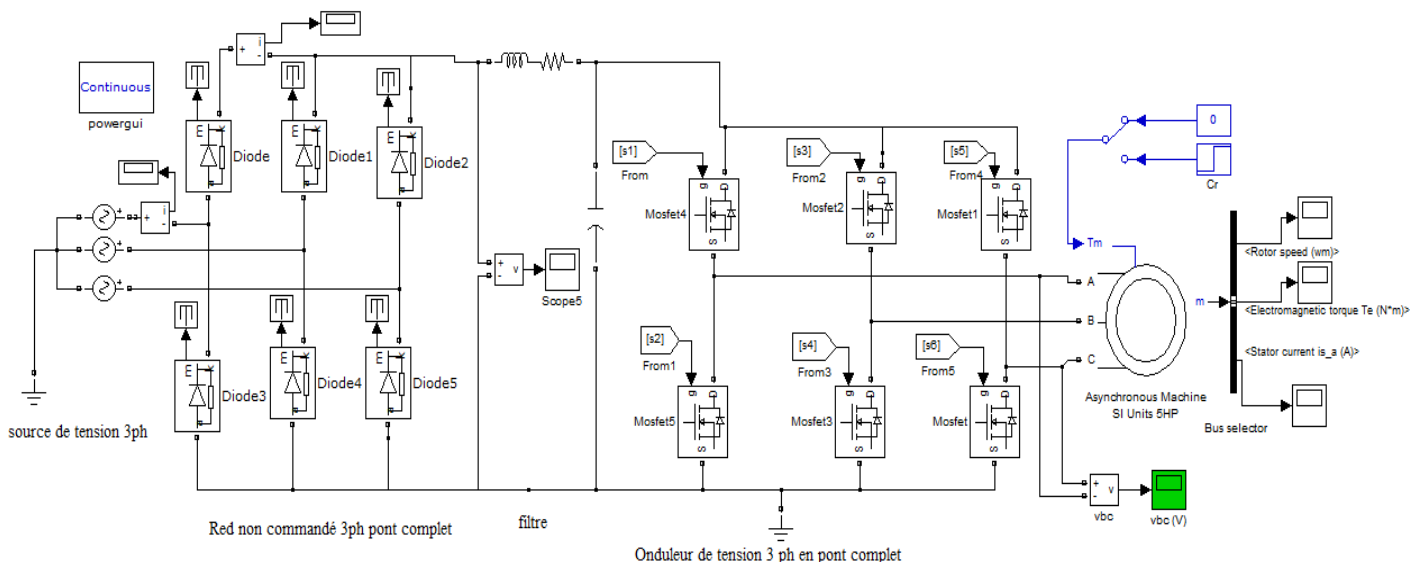 i
+
-
Continuous
powergui
E
K
Diode
E
K
Diode1
E
K
Diode2
+
i
-
+
+
+
E
K
Diode3
E
K
Diode4
E
K
Diode5
source de tension 3ph
Red non commandé 3ph pont complet
+
-
v
Scope5
filtre
[s1]
From
g
D
S
Mosfet4
[s3]
From2
g
D
S
Mosfet2
[s5]
From4
g
D
S
Mosfet1
[s2]
From1
g
D
S
Mosfet5
[s4]
From3
g
D
S
Mosfet3
[s6]
From5
g
D
S
Mosfet
Onduleur de tension 3 ph en pont complet
0
Cr
Tm
A
B
C
m
Asynchronous Machine
SI Units 5HP
<Rotor speed (wm)>
<Electromagnetic torque Te (N*m)>
<Stator current is_a (A)>
Bus selector
+
-
v
vbc
vbc (V)